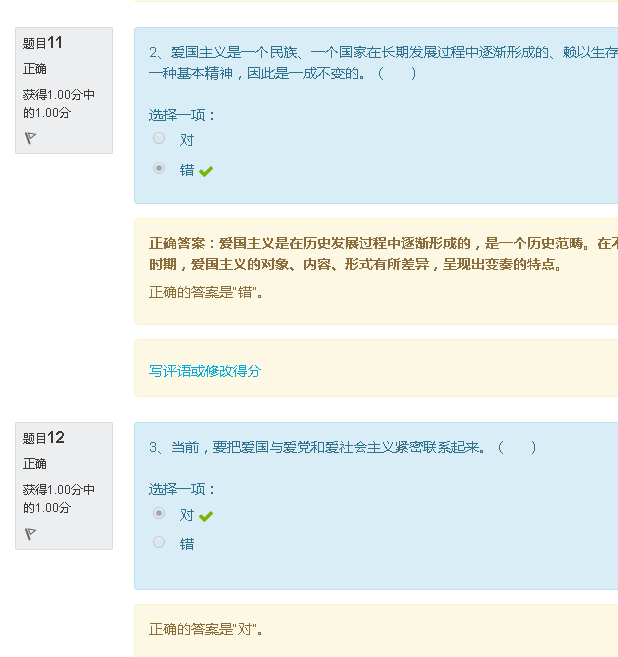 题目11
正确
获得1.00分中
的1.00分
2、爱国主义是一个民族、一个国家在长期发展过程中逐渐形成的、赖以生存
一种基本精神，因此是一成不变的。（　　）
选择一项：
对
错
正确答案：爱国主义是在历史发展过程中逐渐形成的，是一个历史范畴。在不
时期，爱国主义的对象、内容、形式有所差异，呈现出变奏的特点。
正确的答案是“错”。
写评语或修改得分
题目12
正确
获得1.00分中
的1.00分
3、当前，要把爱国与爱党和爱社会主义紧密联系起来。（　　）
选择一项：
对
错
正确的答案是“对”。